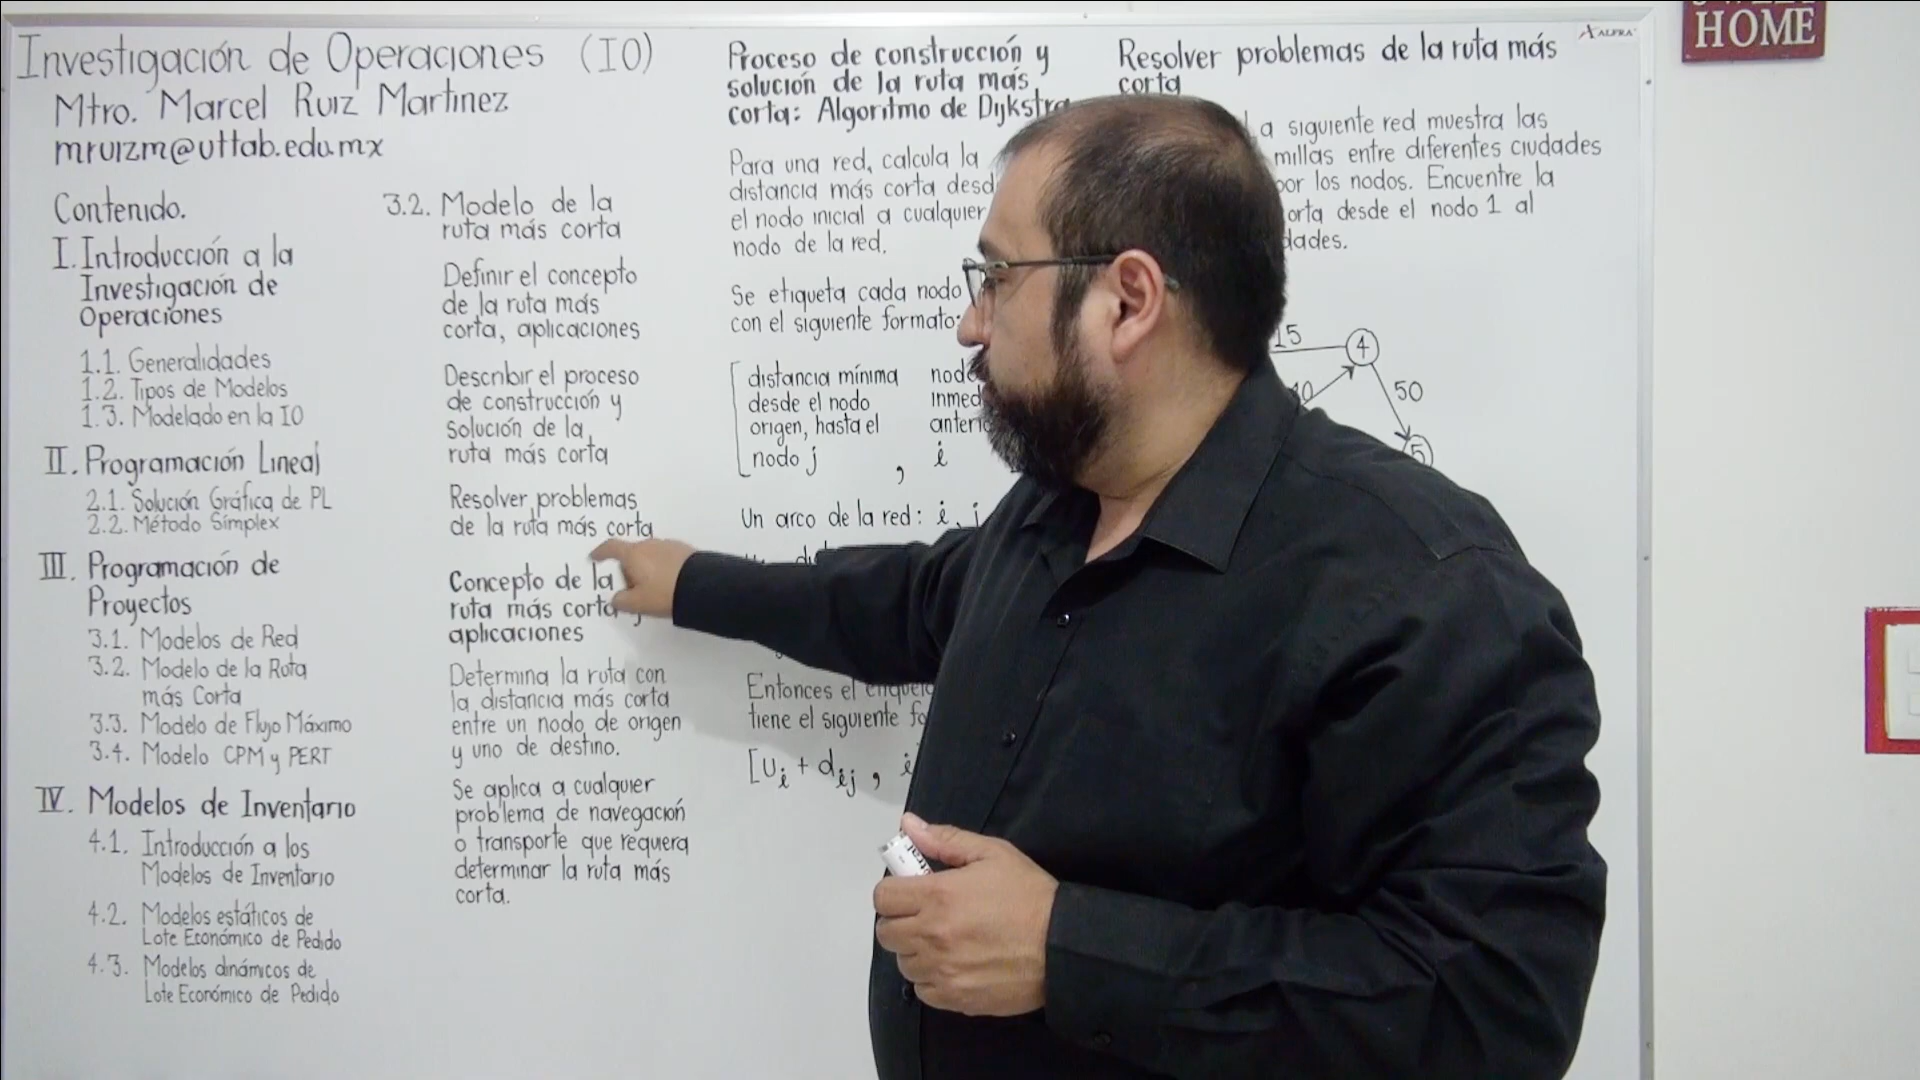 Investigación de Operaciones (IO)
Mtro. Marcel Ruiz Martinez
mruizm@uttab.edu.mx
Contenido.
I. Introducción a la
Investigación de
Operaciones
1.1. Generalidades
1.2. Tipos de Modelos
1.3. Modelado en la IO
II. Programación Lineal
2.1. Solución Gráfica de PL
2.2. Método Simplex
III. Programación de
Proyectos
3.1. Modelos de Red
3.2. Modelo de la Ruta
más Corta
3.3. Modelo de Flujo Máximo
3.4. Modelo CPM y PERT
IV. Modelos de Inventario
4.1. Introducción a los
Modelos de Inventario
4.2. Modelos estáticos de
Lote Económico de Pedido
4.3. Modelos dinámicos de
Lote Económico de Pedido
3.2. Modelo de la
ruta más corta
Definir el concepto
de la ruta más
corta, aplicaciones
Describir el proceso
de construcción y
solución de la
ruta más corta
Resolver problemas
de la ruta más corta
Concepto de la
ruta más corta y
aplicaciones
Determina la ruta con
la distancia más corta
entre un nodo de origen
y uno de destino.
Se aplica a cualquier
problema de navegación
o transporte que requiera
determinar la ruta más
corta.
Proceso de construcción y
solución de la ruta más
corta: Algoritmo de Dijkstra
Para una red, calcula la
distancia más corta desd
el nodo inicial a cualquier
nodo de la red.
Se etiqueta cada nodo
con el siguiente formato:
[distancia mínima nodo
desde el nodo inmed
origen, hasta el anterio
nodo j , i
Un arco de la red: i, j
Entonces el
tiene el siguiente fo
[ui + dij , i
Resolver problemas de la ruta más
corta
a siguiente red muestra las
millas entre diferentes ciudades
por los nodos. Encuentre la
orta desde el nodo 1 al
dades.
15
4
50
5
ALFRA
HOME